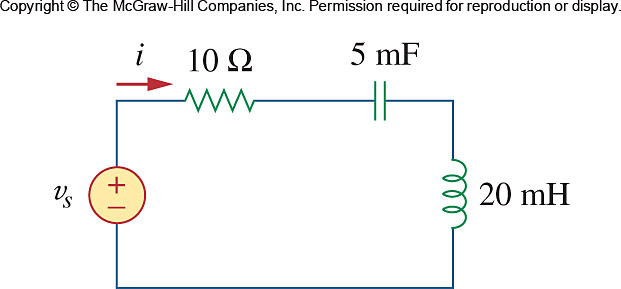 Copyright © The McGraw-Hill Companies, Inc. Permission required for reproduction or display.
i 10 Ω 5 mF
+
−
vs 20 mH